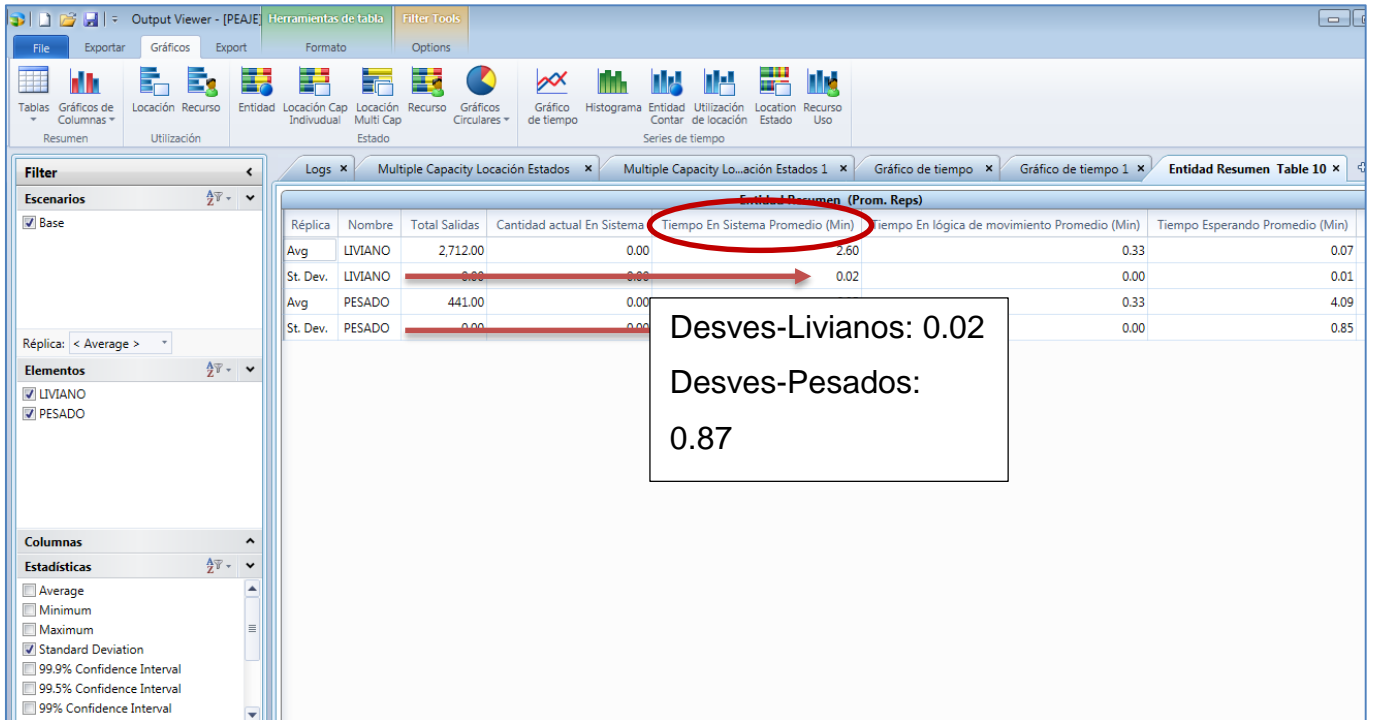 Output Viewer - [PEAJE] Herramientas de tabla Filter Tools
File Exportar Gráficos Export Formato Options
Tablas Gráficos de Columnas Locación Recurso Entidad Locación Cap Indivudual Locación Multi Cap Recurso Gráficos Circulares Gráfico de tiempo Histograma Entidad Contar Utilización de locación Location Estado Recurso Uso
Resumen Utilización Estado Series de tiempo
Filter
Logs Multiple Capacity Locación Estados Multiple Capacity Lo...ación Estados 1 Gráfico de tiempo Gráfico de tiempo 1 Entidad Resumen Table 10
Escenarios
Base
Entidad Resumen (Prom. Reps)
Réplica Nombre Total Salidas Cantidad actual En Sistema Tiempo En Sistema Promedio (Min) Tiempo En lógica de movimiento Promedio (Min) Tiempo Esperando Promedio (Min)
Avg LIVIANO 2,712.00 0.00 2.60 0.33 0.07
St. Dev. LIVIANO 0.00 0.00 0.02 0.00 0.01
Avg PESADO 441.00 0.00 0.33 4.09
St. Dev. PESADO 0.00 0.00 0.00 0.85
Desves-Livianos: 0.02
Desves-Pesados:
0.87
Réplica: < Average >
Elementos
LIVIANO
PESADO
Columnas
Estadísticas
Average
Minimum
Maximum
Standard Deviation
99.9% Confidence Interval
99.5% Confidence Interval
99% Confidence Interval